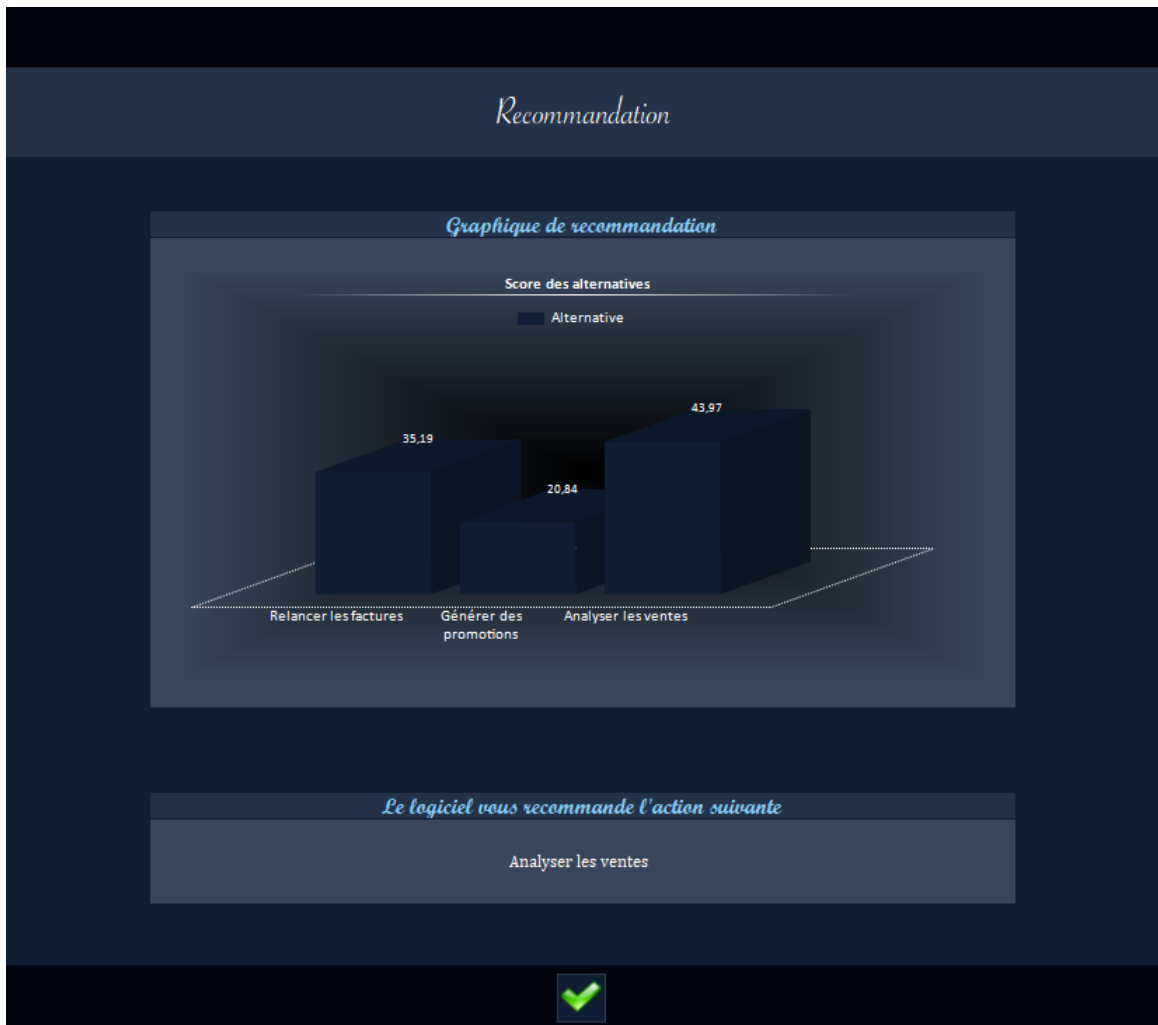 Recommandation
Graphique de recommandation
Score des alternatives
Alternative
43,97
35,19
20,84
Relancer les factures
Générer des
promotions
Analyser les ventes
Le logiciel vous recommande l'action suivante
Analyser les ventes